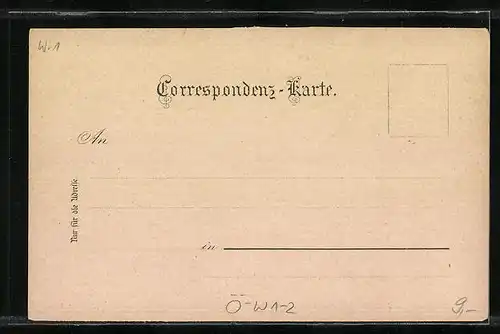 W-1
Correspondenz-Karte.
An
Nur für die Adresse
in
Ö-W1-2
9,-